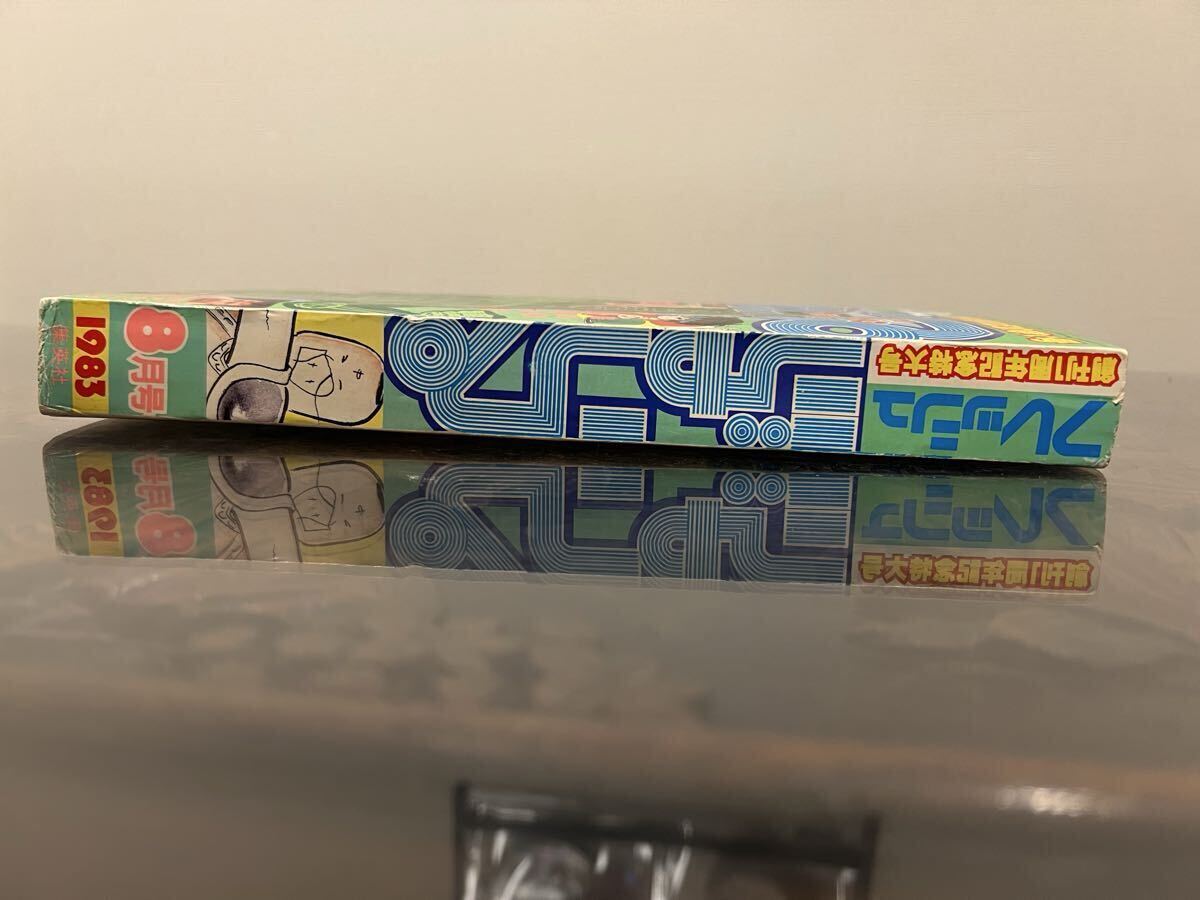 創刊1周年記念特大号
フレッシュ
ジャンプ
8月号
1983
集英社